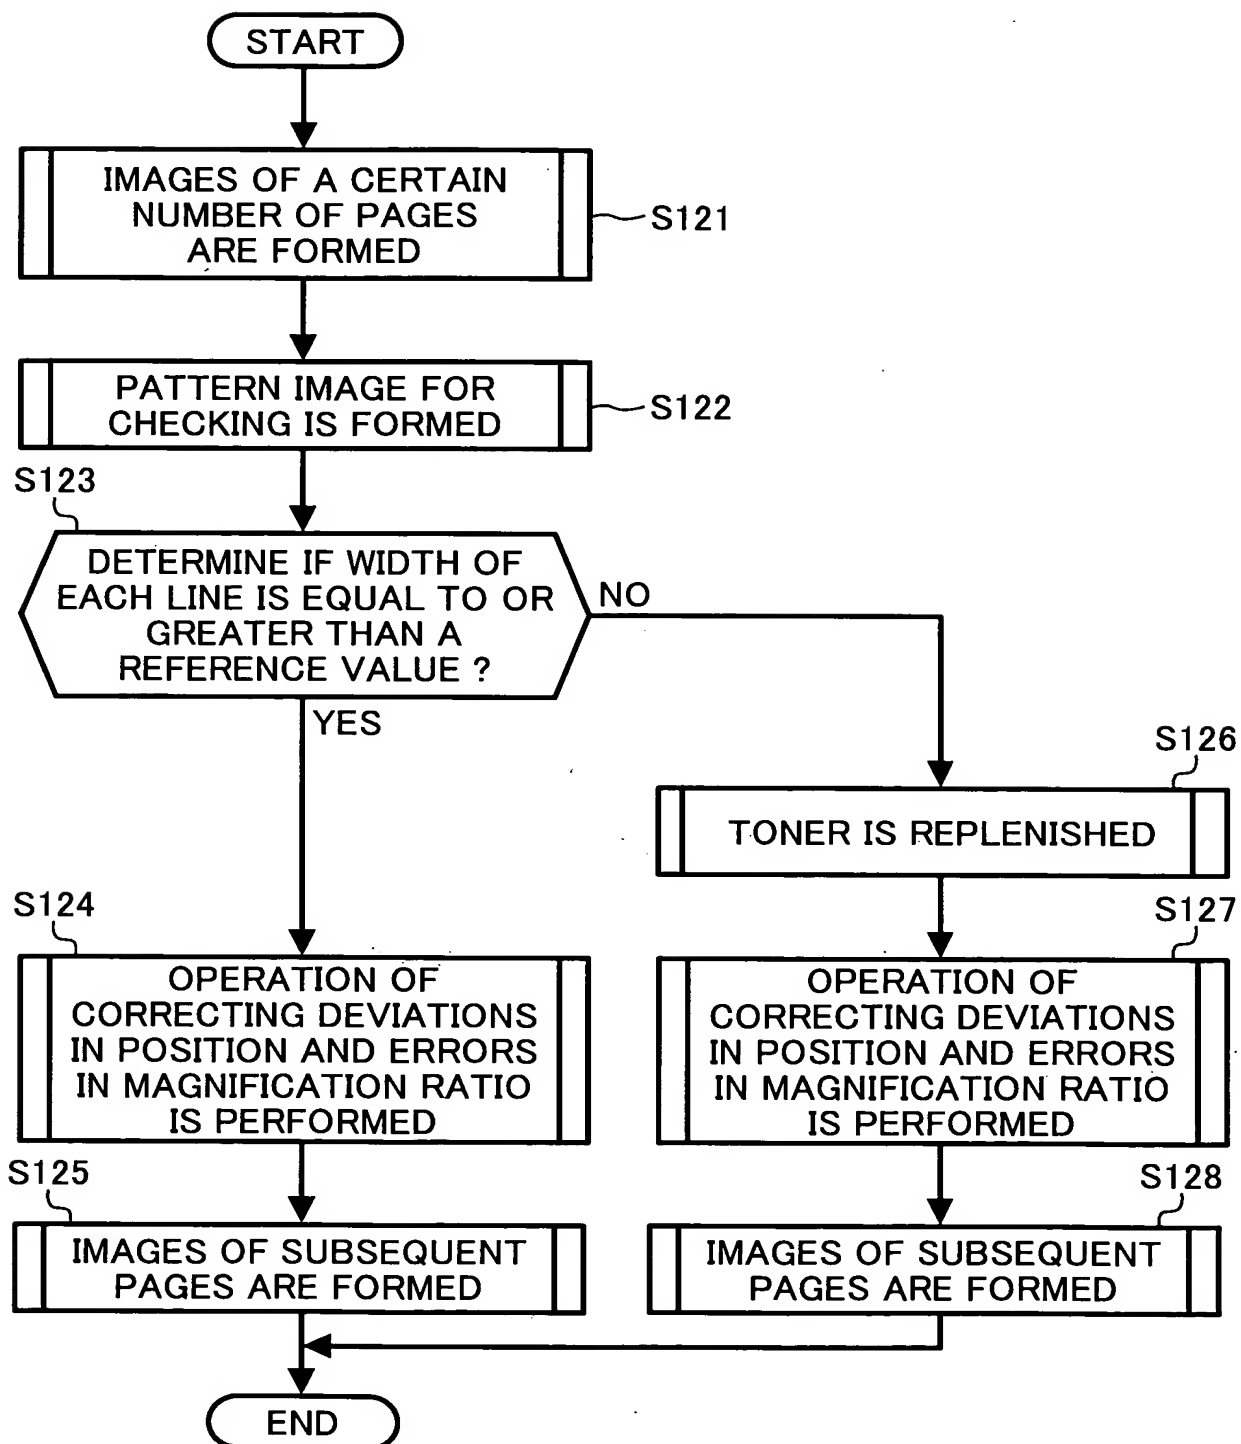 START
IMAGES OF A CERTAIN
NUMBER OF PAGES
ARE FORMED
S121
PATTERN IMAGE FOR
CHECKING IS FORMED
S122
S123
DETERMINE IF WIDTH OF
EACH LINE IS EQUAL TO OR
GREATER THAN A
REFERENCE VALUE ?
NO
YES
S126
TONER IS REPLENISHED
S124
OPERATION OF
CORRECTING DEVIATIONS
IN POSITION AND ERRORS
IN MAGNIFICATION RATIO
IS PERFORMED
S127
OPERATION OF
CORRECTING DEVIATIONS
IN POSITION AND ERRORS
IN MAGNIFICATION RATIO
IS PERFORMED
S125
IMAGES OF SUBSEQUENT
PAGES ARE FORMED
S128
IMAGES OF SUBSEQUENT
PAGES ARE FORMED
END